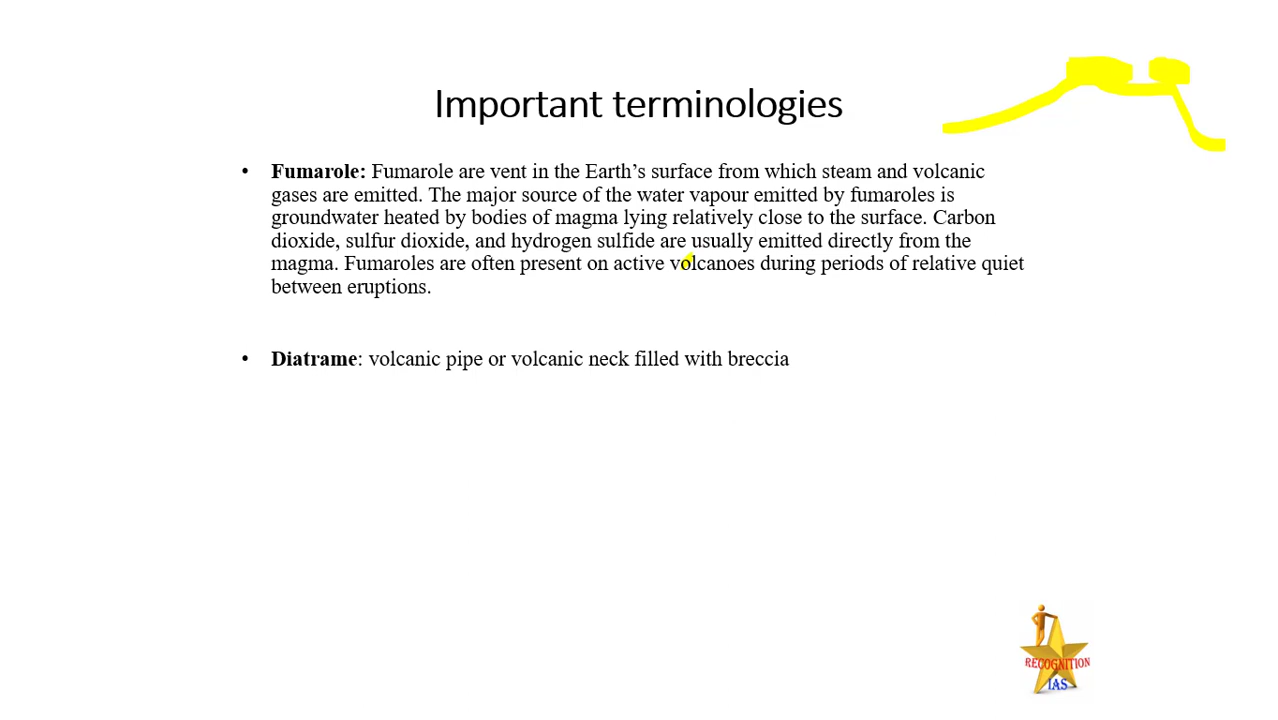 Important terminologies
• Fumarole: Fumarole are vent in the Earth’s surface from which steam and volcanic
gases are emitted. The major source of the water vapour emitted by fumaroles is
groundwater heated by bodies of magma lying relatively close to the surface. Carbon
dioxide, sulfur dioxide, and hydrogen sulfide are usually emitted directly from the
magma. Fumaroles are often present on active volcanoes during periods of relative quiet
between eruptions.
• Diatrame: volcanic pipe or volcanic neck filled with breccia
RECOGNITION
IAS